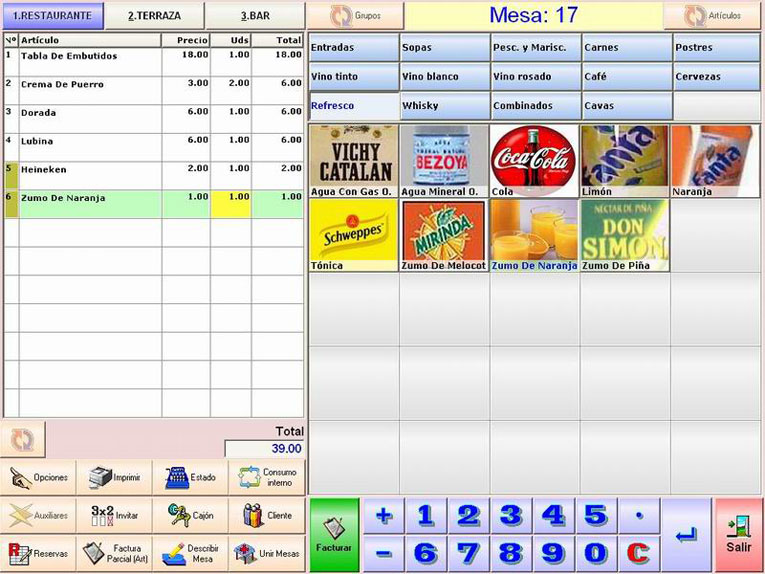 1.RESTAURANTE 2.TERRAZA 3.BAR Grupos Mesa: 17 Artículos
Nº Artículo Precio Uds Total
1 Tabla De Embutidos 18.00 1.00 18.00
2 Crema De Puerro 3.00 2.00 6.00
3 Dorada 6.00 1.00 6.00
4 Lubina 6.00 1.00 6.00
5 Heineken 2.00 1.00 2.00
6 Zumo De Naranja 1.00 1.00 1.00
Total
39.00
Entradas Sopas Pesc. y Marisc. Carnes Postres
Vino tinto Vino blanco Vino rosado Café Cervezas
Refresco Whisky Combinados Cavas
VICHY
CATALAN
Agua Con Gas 0.
BEZOYA
Agua Mineral 0.
Coca-Cola
Cola
Fanta
Limón
Fanta
Naranja
Schweppes
Tónica
MIRINDA
Zumo De Melocot
Zumo De Naranja
NECTAR DE PIÑA
DON
SIMON
Zumo De Piña
Opciones Imprimir Estado Consumo
interno
Auxiliares 3x2 Invitar Cajón Cliente
R Reservas Factura
Parcial (Art) Describir
Mesa Unir Mesas
Facturar
+ 1 2 3 4 5 .
- 6 7 8 9 0 C
Salir